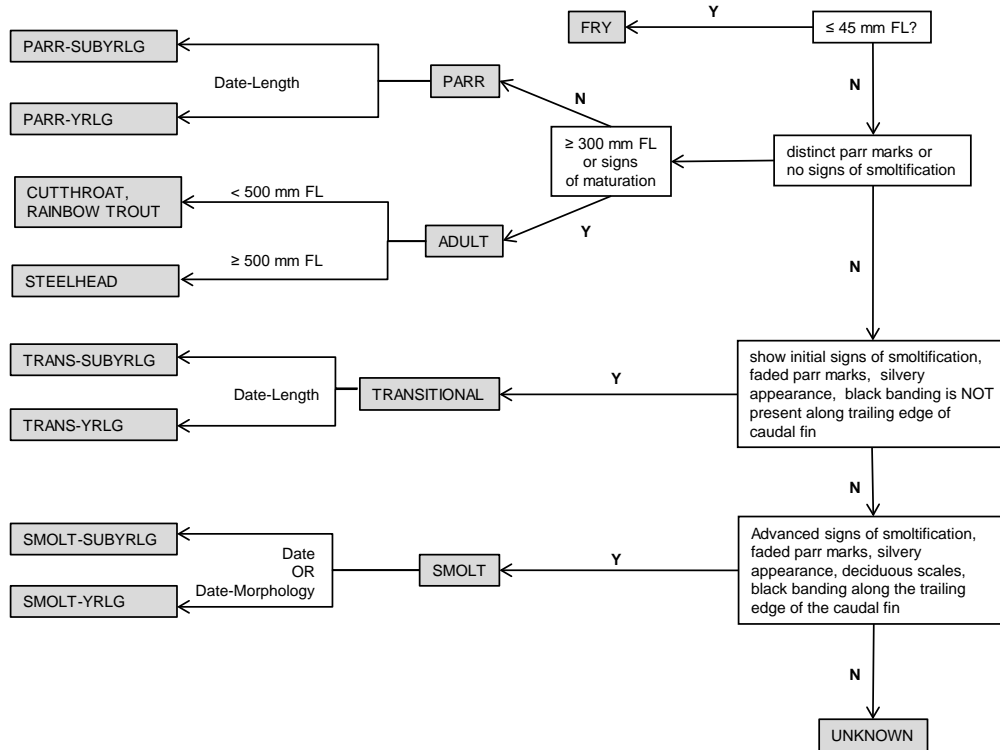 Y
FRY
≤ 45 mm FL?
PARR-SUBYRLG
Date-Length
PARR
PARR-YRLG
N
N
≥ 300 mm FL
or signs
of maturation
distinct parr marks or
no signs of smoltification
CUTTHROAT,
RAINBOW TROUT
< 500 mm FL
Y
ADULT
≥ 500 mm FL
STEELHEAD
N
TRANS-SUBYRLG
Date-Length
TRANS-YRLG
TRANSITIONAL
Y
show initial signs of smoltification,
faded parr marks, silvery
appearance, black banding is NOT
present along trailing edge of
caudal fin
N
SMOLT-SUBYRLG
Date
OR
Date-Morphology
SMOLT-YRLG
SMOLT
Y
Advanced signs of smoltification,
faded parr marks, silvery
appearance, deciduous scales,
black banding along the trailing
edge of the caudal fin
N
UNKNOWN